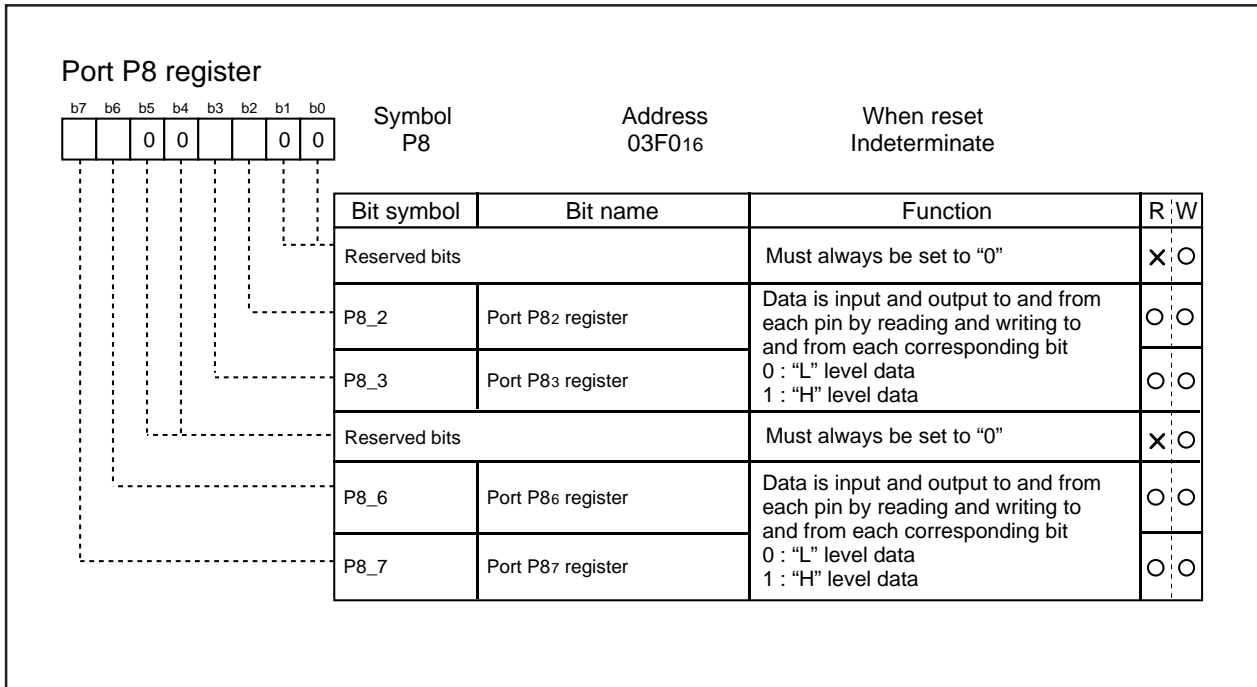 Port P8 register
b7 b6 b5 b4 b3 b2 b1 b0
0 0 0 0
Symbol Address When reset
P8 03F016 Indeterminate
Bit symbol Bit name Function R W
Reserved bits Must always be set to “0” X O
P8_2 Port P82 register Data is input and output to and from
each pin by reading and writing to
and from each corresponding bit
0 : “L” level data
1 : “H” level data O O
P8_3 Port P83 register O O
Reserved bits Must always be set to “0” X O
P8_6 Port P86 register Data is input and output to and from
each pin by reading and writing to
and from each corresponding bit
0 : “L” level data
1 : “H” level data O O
P8_7 Port P87 register O O